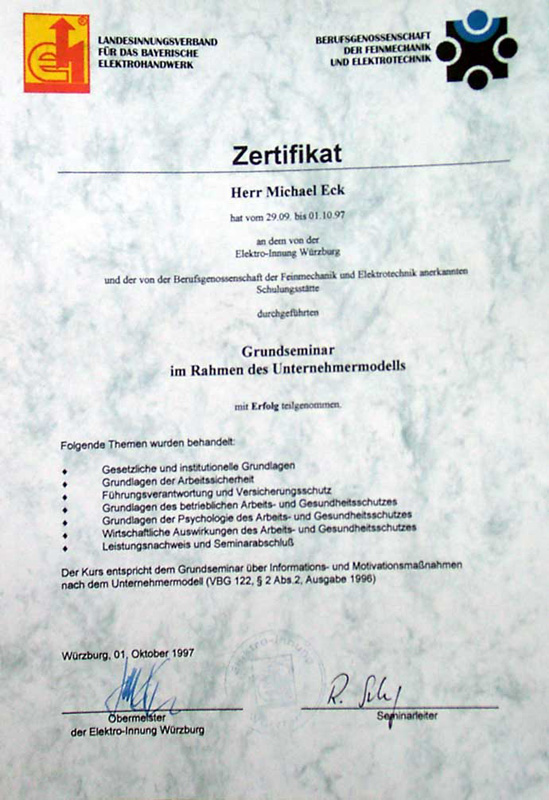 LANDESINNUNGSVERBAND
FÜR DAS BAYERISCHE
ELEKTROHANDWERK
BERUFSGENOSSENSCHAFT
DER FEINMECHANIK
UND ELEKTROTECHNIK
Zertifikat
Herr Michael Eck
hat vom 29.09. bis 01.10.97
an dem von der
Elektro-Innung Würzburg
und der von der Berufsgenossenschaft der Feinmechanik und Elektrotechnik anerkannten
Schulungsstätte
durchgeführten
Grundseminar
im Rahmen des Unternehmermodells
mit Erfolg teilgenommen.
Folgende Themen wurden behandelt:
♦ Gesetzliche und institutionelle Grundlagen
♦ Grundlagen der Arbeitssicherheit
♦ Führungsverantwortung und Versicherungsschutz
♦ Grundlagen des betrieblichen Arbeits- und Gesundheitsschutzes
♦ Grundlagen der Psychologie des Arbeits- und Gesundheitsschutzes
♦ Wirtschaftliche Auswirkungen des Arbeits- und Gesundheitsschutzes
♦ Leistungsnachweis und Seminarabschluß
Der Kurs entspricht dem Grundseminar über Informations- und Motivationsmaßnahmen
nach dem Unternehmermodell (VBG 122, § 2 Abs.2, Ausgabe 1996)
Würzburg, 01. Oktober 1997
Elektro-Innung
Obermeister
der Elektro-Innung Würzburg
Seminarleiter